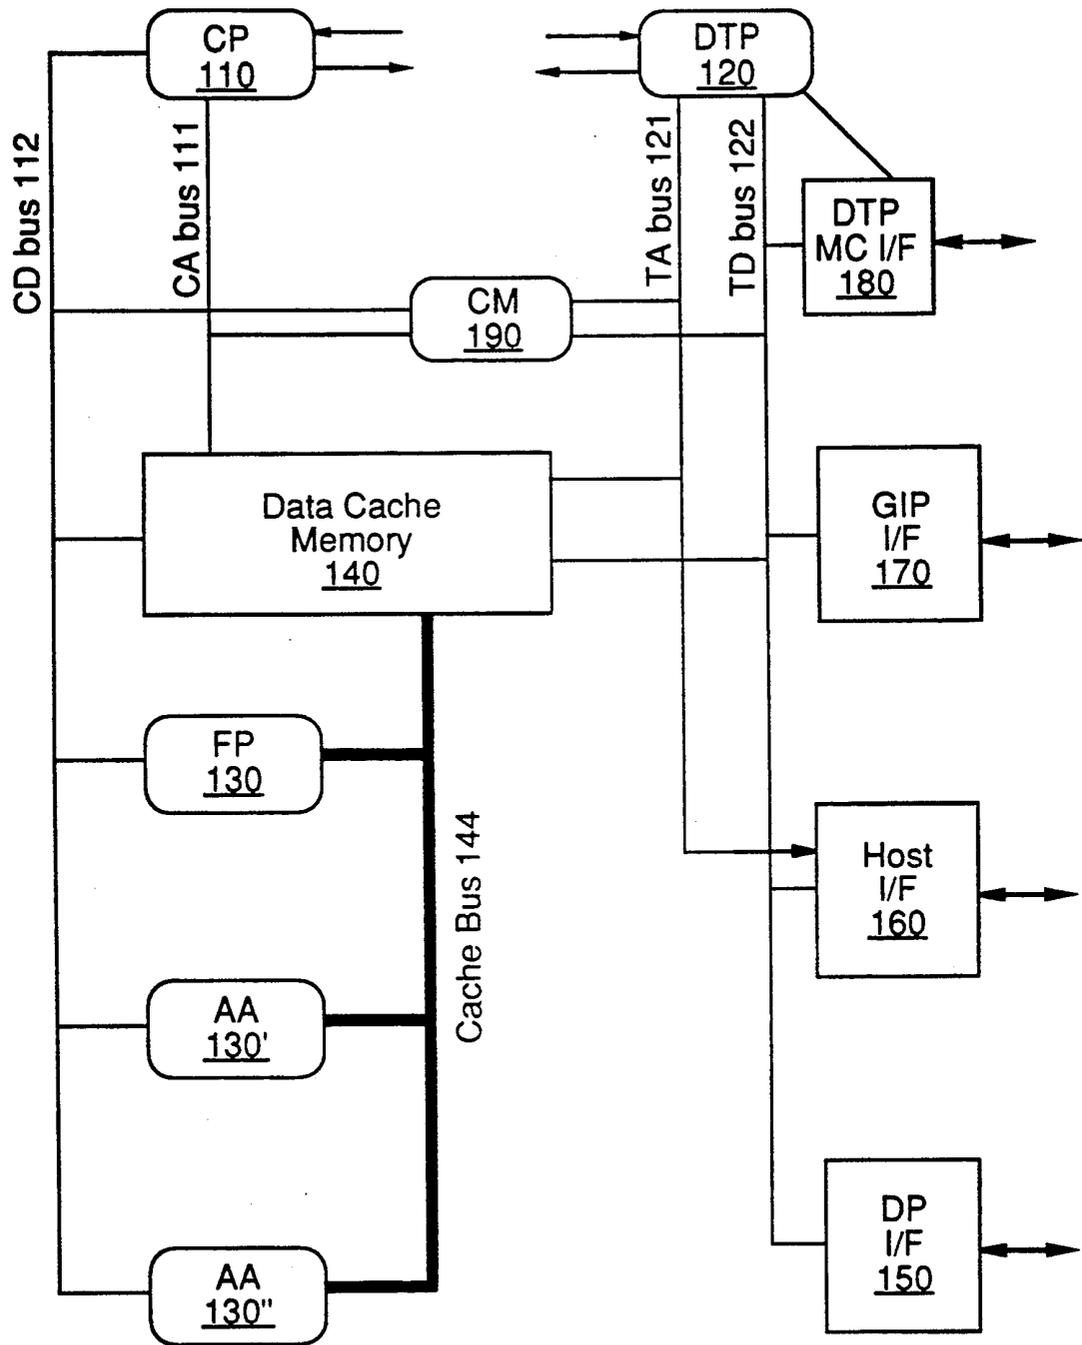 CP
110
DTP
120
CD bus 112
CA bus 111
TA bus 121
TD bus 122
DTP
MC I/F
180
CM
190
Data Cache
Memory
140
GIP
I/F
170
FP
130
Cache Bus 144
Host
I/F
160
AA
130'
DP
I/F
150
AA
130"